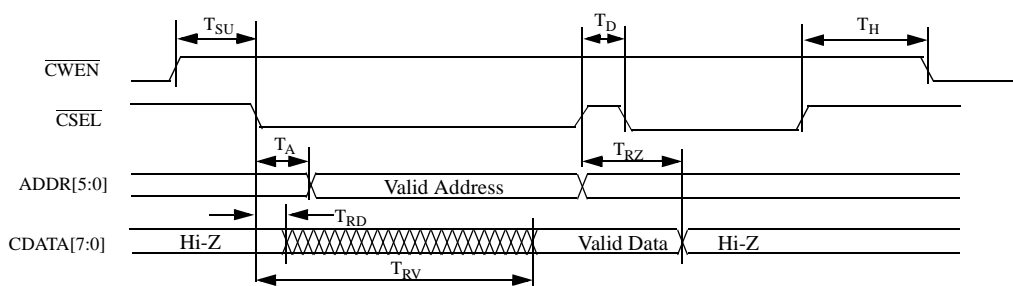 T_SU T_D T_H
CWEN
CSEL
T_A T_RZ
ADDR[5:0] Valid Address
T_RD
CDATA[7:0] Hi-Z Valid Data Hi-Z
T_RV